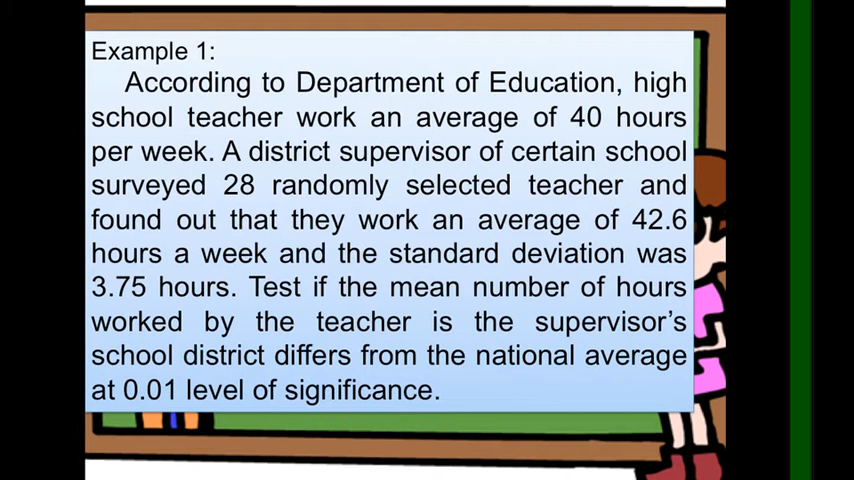 Example 1:
According to Department of Education, high
school teacher work an average of 40 hours
per week. A district supervisor of certain school
surveyed 28 randomly selected teacher and
found out that they work an average of 42.6
hours a week and the standard deviation was
3.75 hours. Test if the mean number of hours
worked by the teacher is the supervisor's
school district differs from the national average
at 0.01 level of significance.